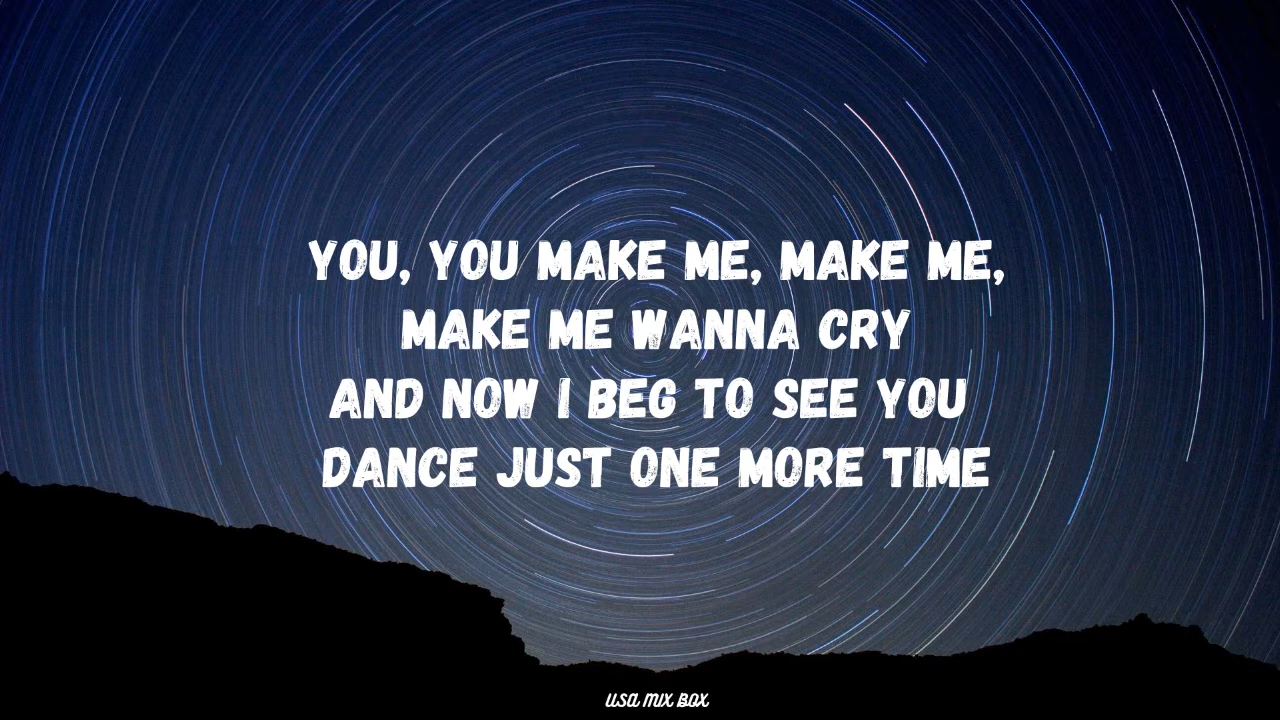 YOU, YOU MAKE ME, MAKE ME,
MAKE ME WANNA CRY
AND NOW I BEG TO SEE YOU
DANCE JUST ONE MORE TIME
USA MIX BOX